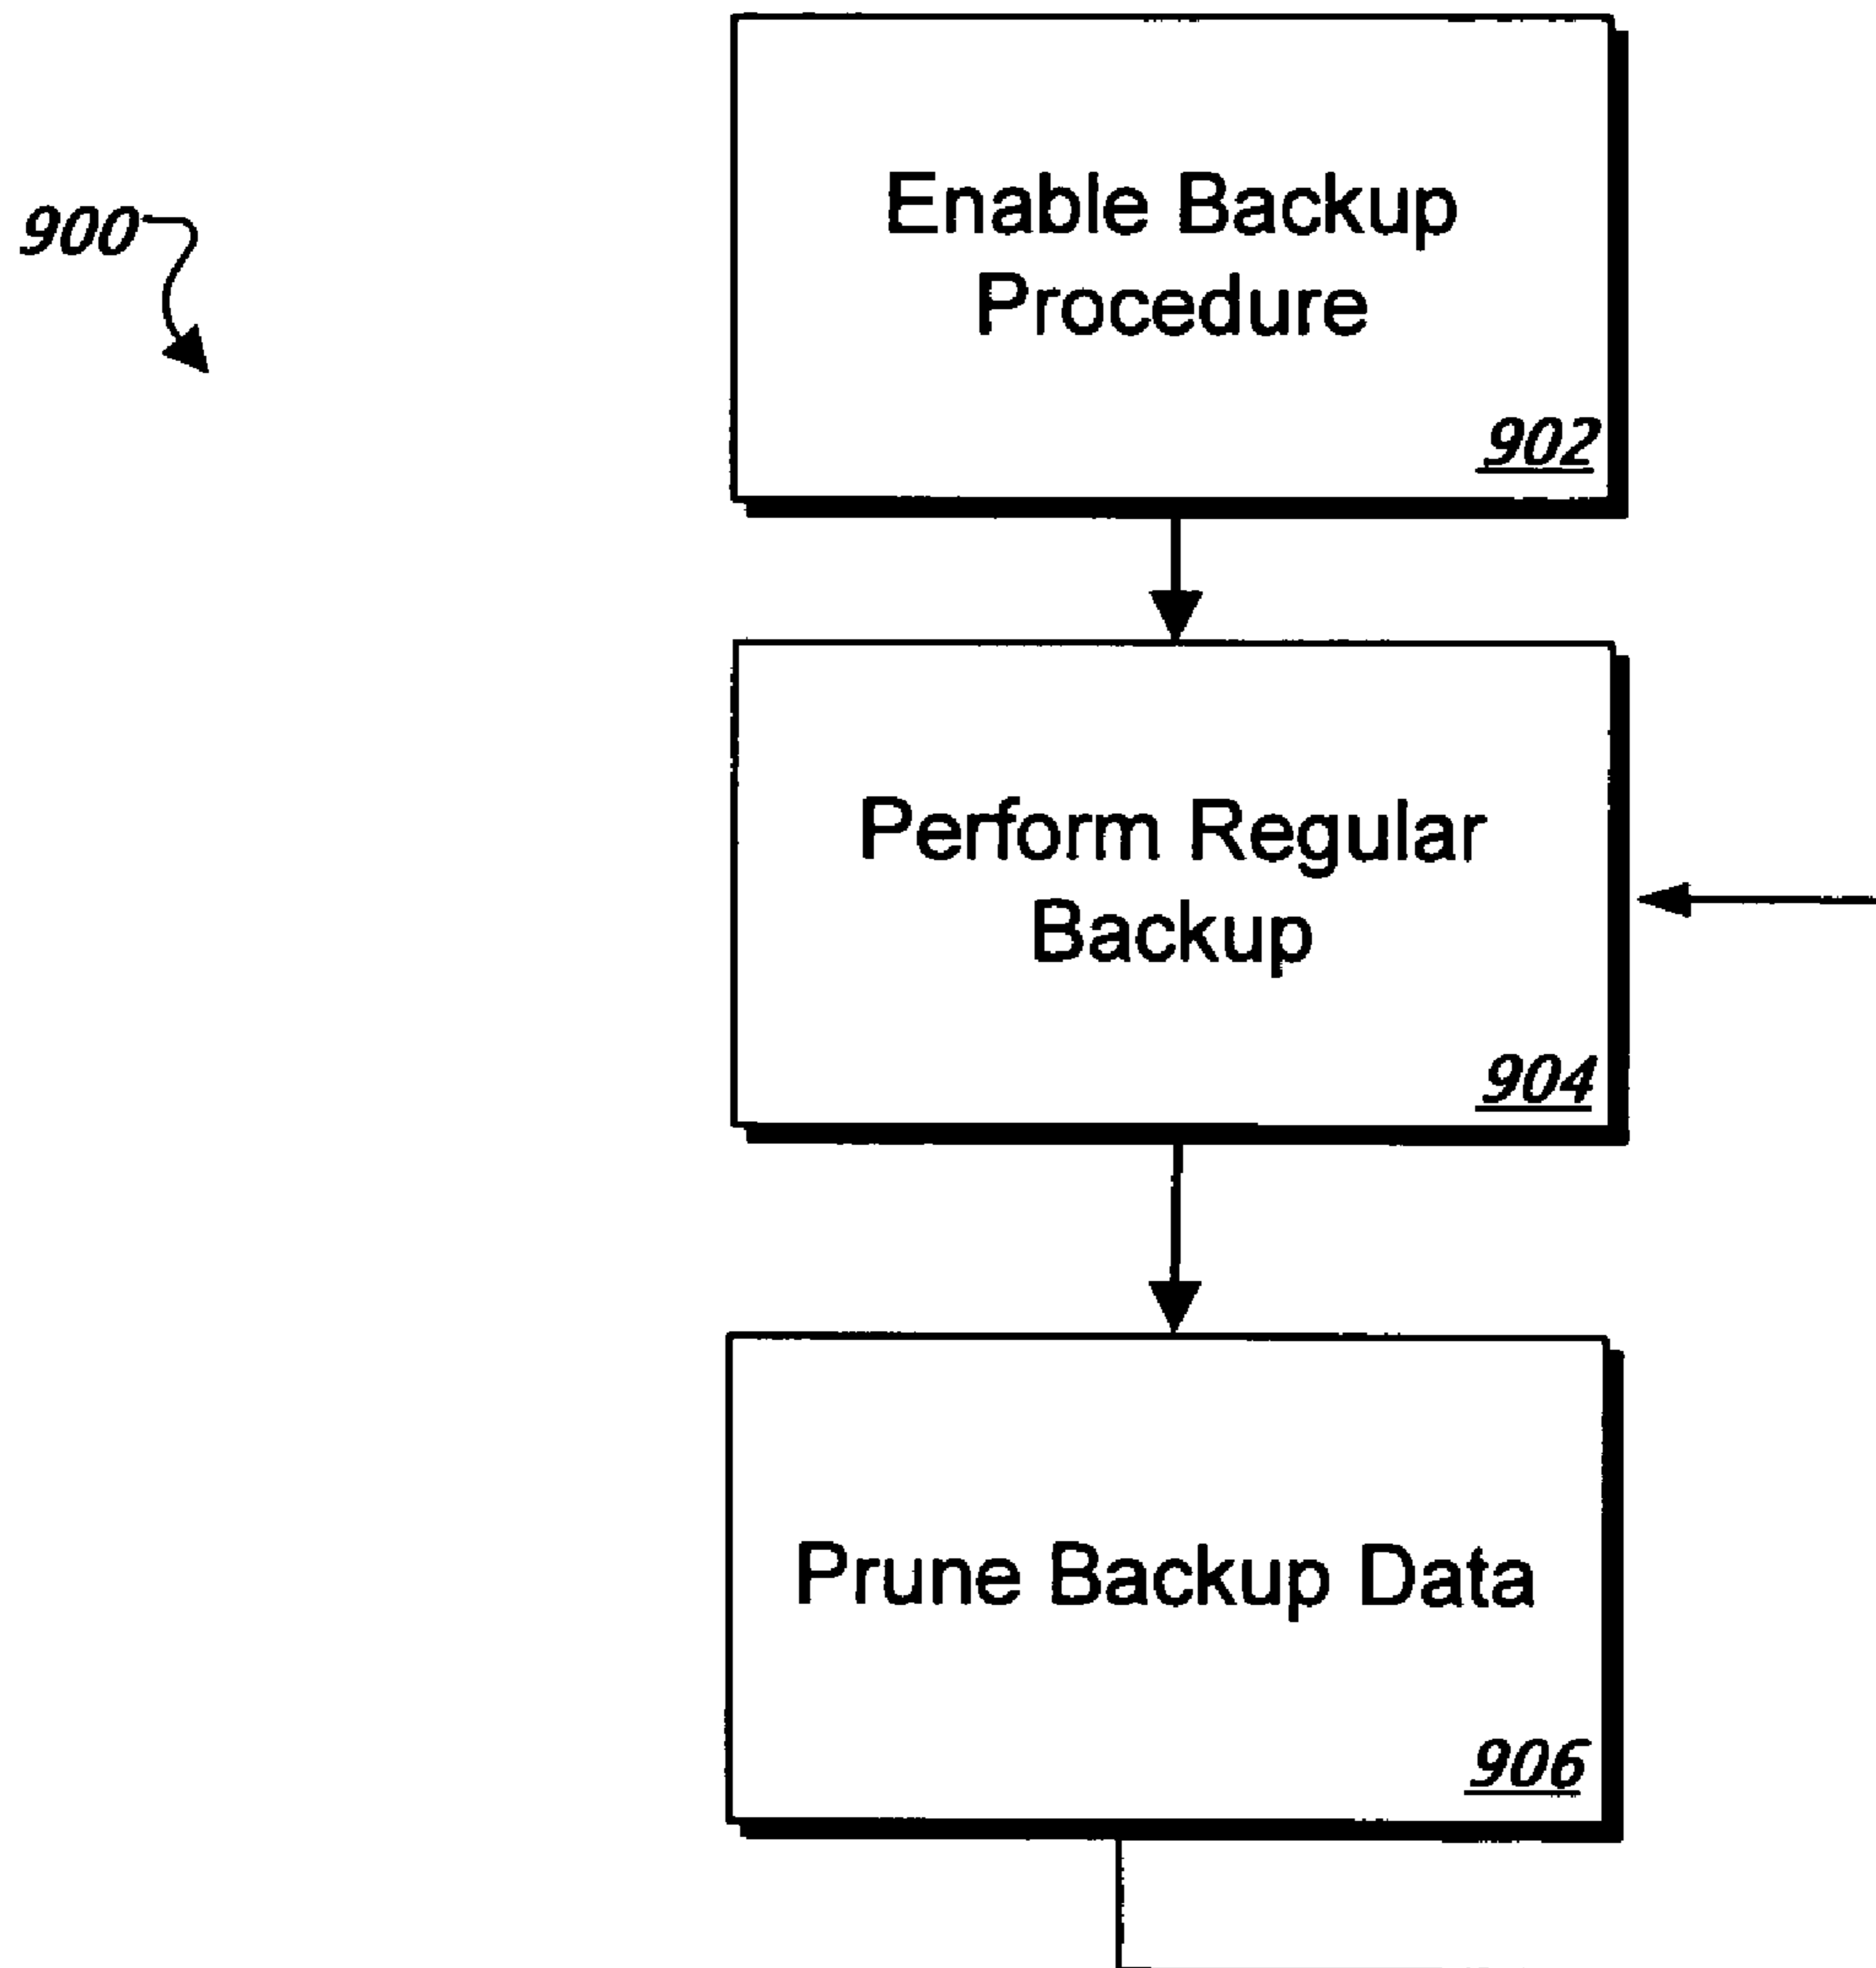 900
Enable Backup
Procedure
902
Perform Regular
Backup
904
Prune Backup Data
906